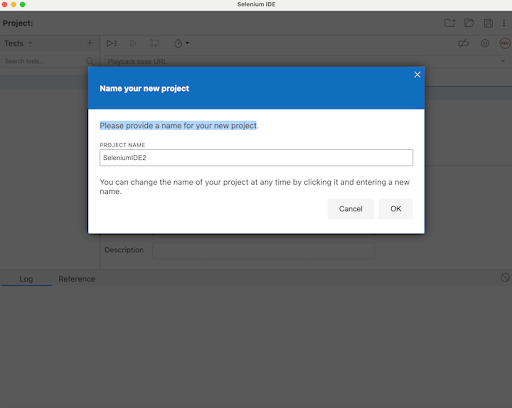 Selenium IDE
Project:
Tests
Search tests...
Playback base URL
Name your new project
Please provide a name for your new project.
PROJECT NAME
SeleniumIDE2
You can change the name of your project at any time by clicking it and entering a new
name.
Cancel OK
Description
Log Reference